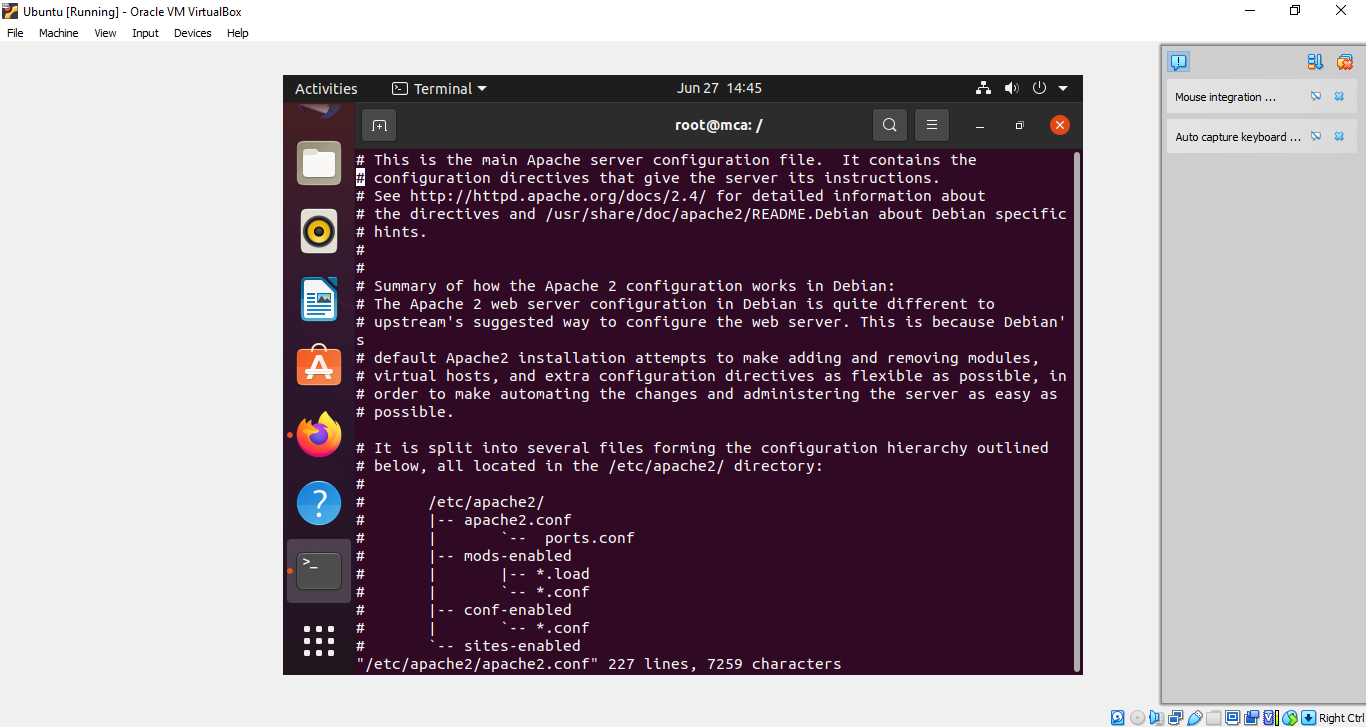 Ubuntu [Running] - Oracle VM VirtualBox
File Machine View Input Devices Help
Activities Terminal Jun 27 14:45
root@mca: /
Mouse integration ...
Auto capture keyboard ...
# This is the main Apache server configuration file.  It contains the
# configuration directives that give the server its instructions.
# See http://httpd.apache.org/docs/2.4/ for detailed information about
# the directives and /usr/share/doc/apache2/README.Debian about Debian specific
# hints.
#
#
# Summary of how the Apache 2 configuration works in Debian:
# The Apache 2 web server configuration in Debian is quite different to
# upstream's suggested way to configure the web server. This is because Debian'
s
# default Apache2 installation attempts to make adding and removing modules,
# virtual hosts, and extra configuration directives as flexible as possible, in
# order to make automating the changes and administering the server as easy as
# possible.
# It is split into several files forming the configuration hierarchy outlined
# below, all located in the /etc/apache2/ directory:
#
#       /etc/apache2/
#       |-- apache2.conf
#       |       `--  ports.conf
#       |-- mods-enabled
#       |       |-- *.load
#       |       `-- *.conf
#       |-- conf-enabled
#       |       `-- *.conf
#       `-- sites-enabled
"/etc/apache2/apache2.conf" 227 lines, 7259 characters
Right Ctrl